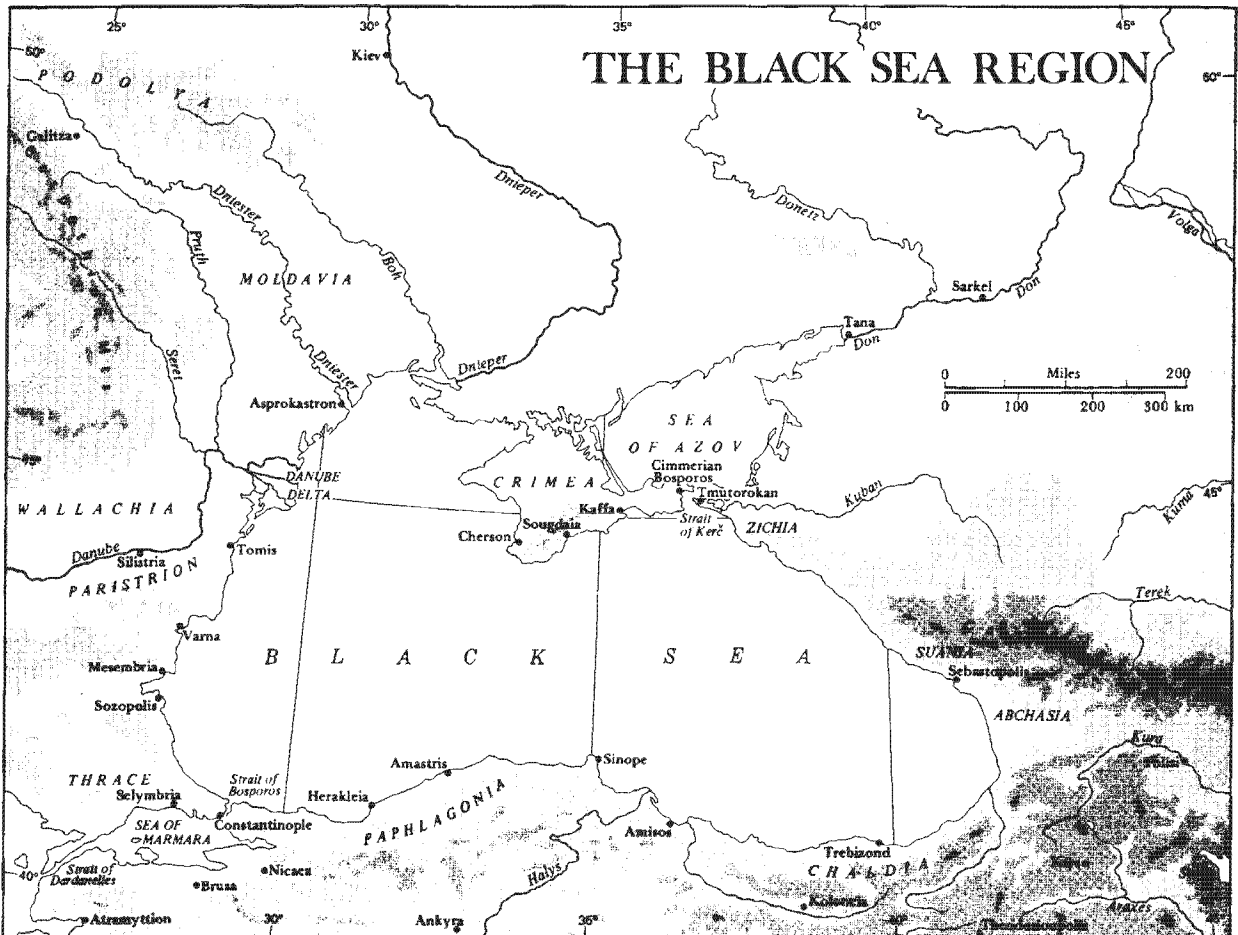 25°
30°
35°
40°
45°
THE BLACK SEA REGION
50°
50°
Kiev
PODOLYA
Galitza
Dnieper
Dniester
Donetz
Volga
Pruth
MOLDAVIA
Boh
Sarkel
Don
Tana
Don
Seret
Dniester
Dnieper
0 Miles 200
0 100 200 300 km
Asprokastron
SEA
OF AZOV
Cimmerian
Bosporos
DANUBE
DELTA
CRIMEA
Tmutorokan
Kuban
Kuma
45°
WALLACHIA
Kaffa
Sougdaia
Strait
of Kerč
ZICHIA
Cherson
Danube
Silistria
Tomis
PARISTRION
Terek
Varna
BLACK SEA
SUANIA
Mesembria
Sebastopolis
Sozopolis
ABCHASIA
Kura
Amastris
Sinope
Tiflis
THRACE
Strait of
Bosporos
Selymbria
Herakleia
Constantinople
PAPHLAGONIA
SEA OF
MARMARA
Amisos
Trebizond
CHALDIA
40°
Strait of
Dardanelles
Nicaea
Brusa
Halys
Koloneia
Araxes
Atramyttion
30°
Ankyra
35°
40°
Theodosioupolis